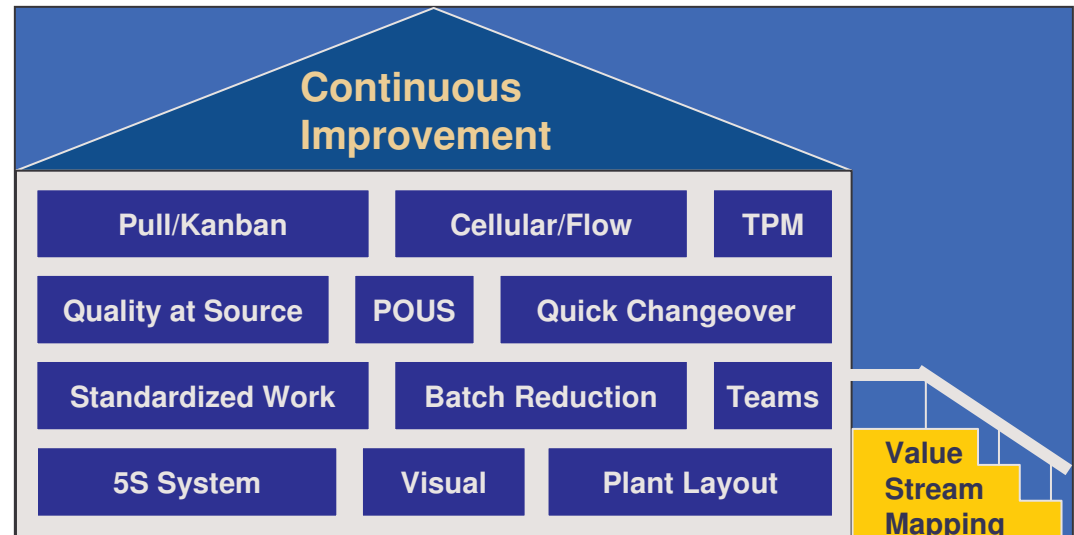 Continuous
Improvement
Pull/Kanban
Cellular/Flow
TPM
Quality at Source
POUS
Quick Changeover
Standardized Work
Batch Reduction
Teams
5S System
Visual
Plant Layout
Value
Stream
Mapping